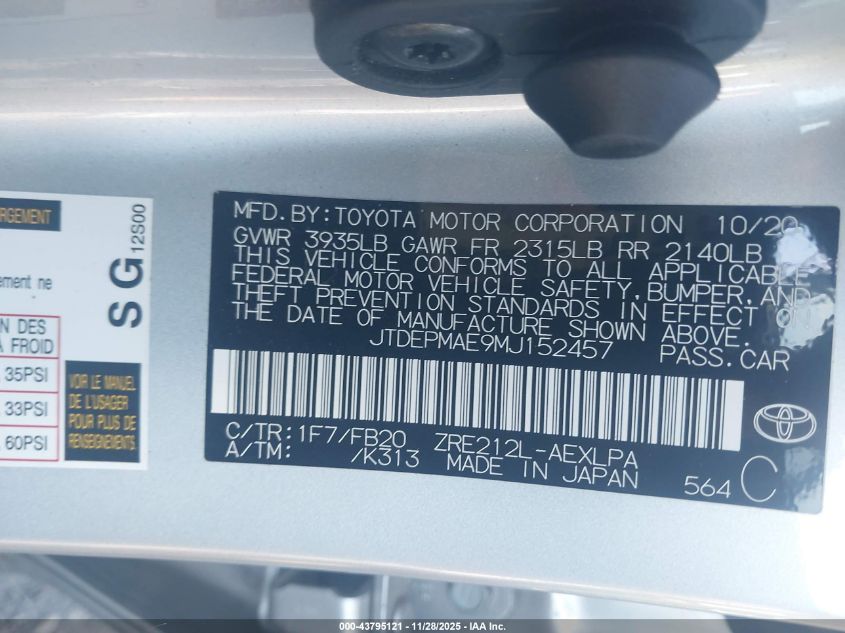 RGEMENT
ement ne
N DES
A FROID
35PSI
33PSI
60PSI
SG
12S00
VOIR LE MANUEL
DE L'USAGER
POUR PLUS DE
RENSEIGNEMENTS
MFD. BY: TOYOTA MOTOR CORPORATION 10/20
GVWR 3935LB GAWR FR 2315LB RR 2140LB
THIS VEHICLE CONFORMS TO ALL APPLICABLE
FEDERAL MOTOR VEHICLE SAFETY, BUMPER, AND
THEFT PREVENTION STANDARDS IN EFFECT ON
THE DATE OF MANUFACTURE SHOWN ABOVE.
JTDEPMAE9MJ152457 PASS. CAR
C/TR: 1F7/FB20 ZRE212L-AEXLPA
A/TM: /K313 MADE IN JAPAN 564 C
000-43795121 | 11/28/2025 - IAA Inc.